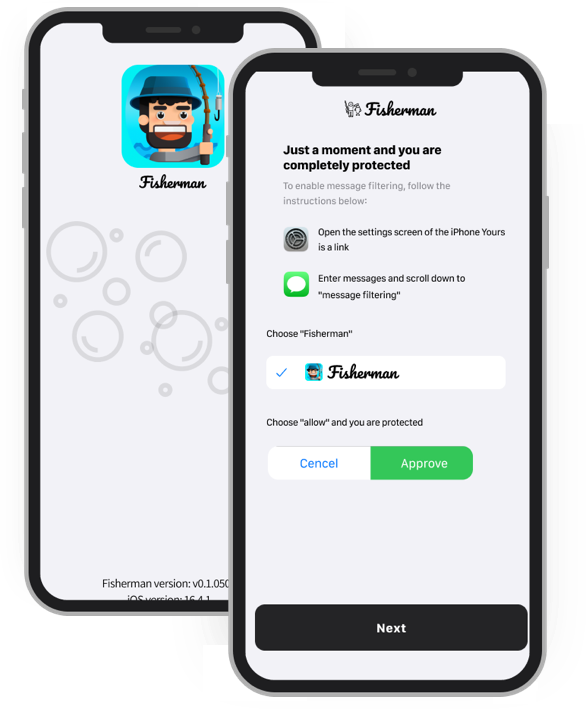 Fisherman
Fisherman version: v0.1.050
iOS version: 16.4.1
Fisherman
Just a moment and you are
completely protected
To enable message filtering, follow the
instructions below:
Open the settings screen of the iPhone Yours
is a link
Enter messages and scroll down to
"message filtering"
Choose "Fisherman"
Fisherman
Choose "allow" and you are protected
Cencel
Approve
Next